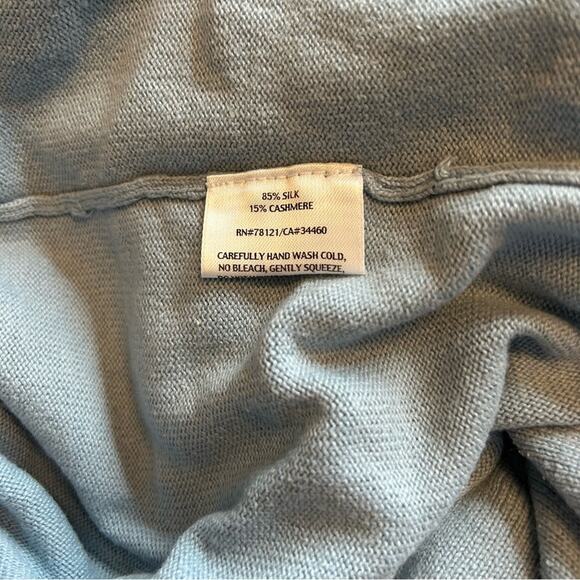 85% SILK
15% CASHMERE
RN#78121/CA#34460
CAREFULLY HAND WASH COLD,
NO BLEACH, GENTLY SQUEEZE,